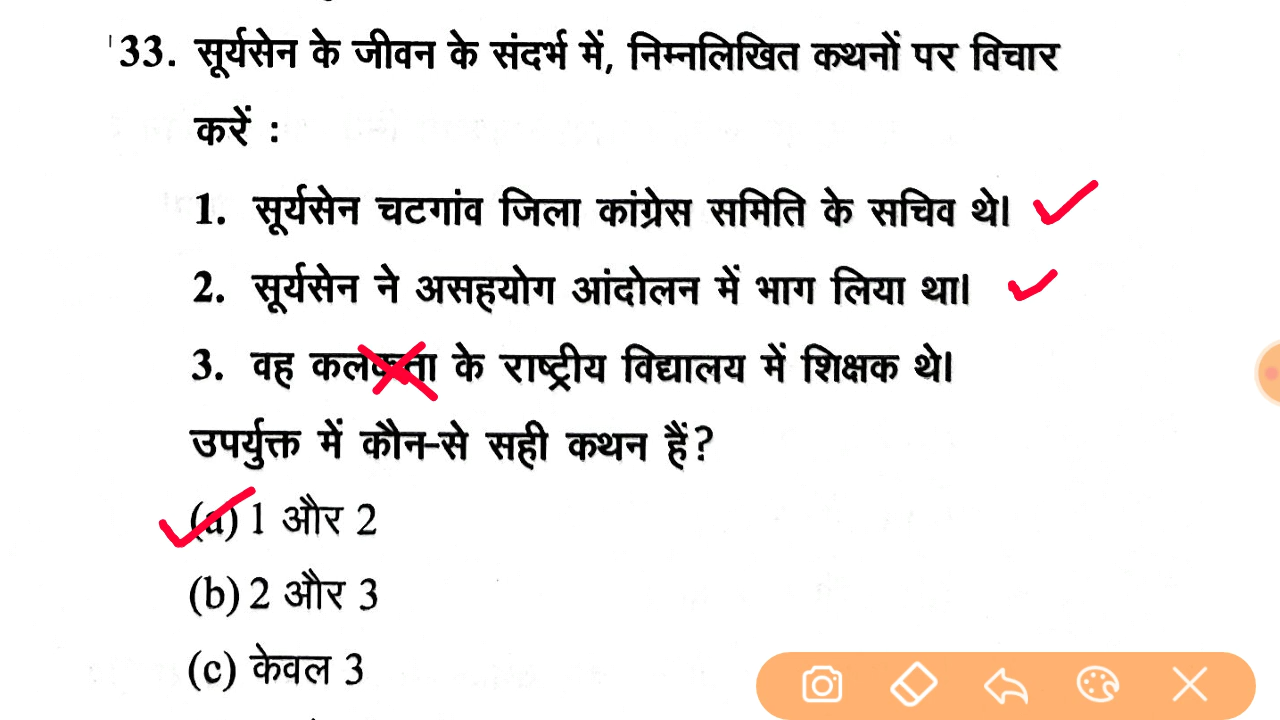 33. सूर्यसेन के जीवन के संदर्भ में, निम्नलिखित कथनों पर विचार
करें :
1. सूर्यसेन चटगांव जिला कांग्रेस समिति के सचिव थे।
2. सूर्यसेन ने असहयोग आंदोलन में भाग लिया था।
3. वह कलकत्ता के राष्ट्रीय विद्यालय में शिक्षक थे।
उपर्युक्त में कौन-से सही कथन हैं?
(a) 1 और 2
(b) 2 और 3
(c) केवल 3